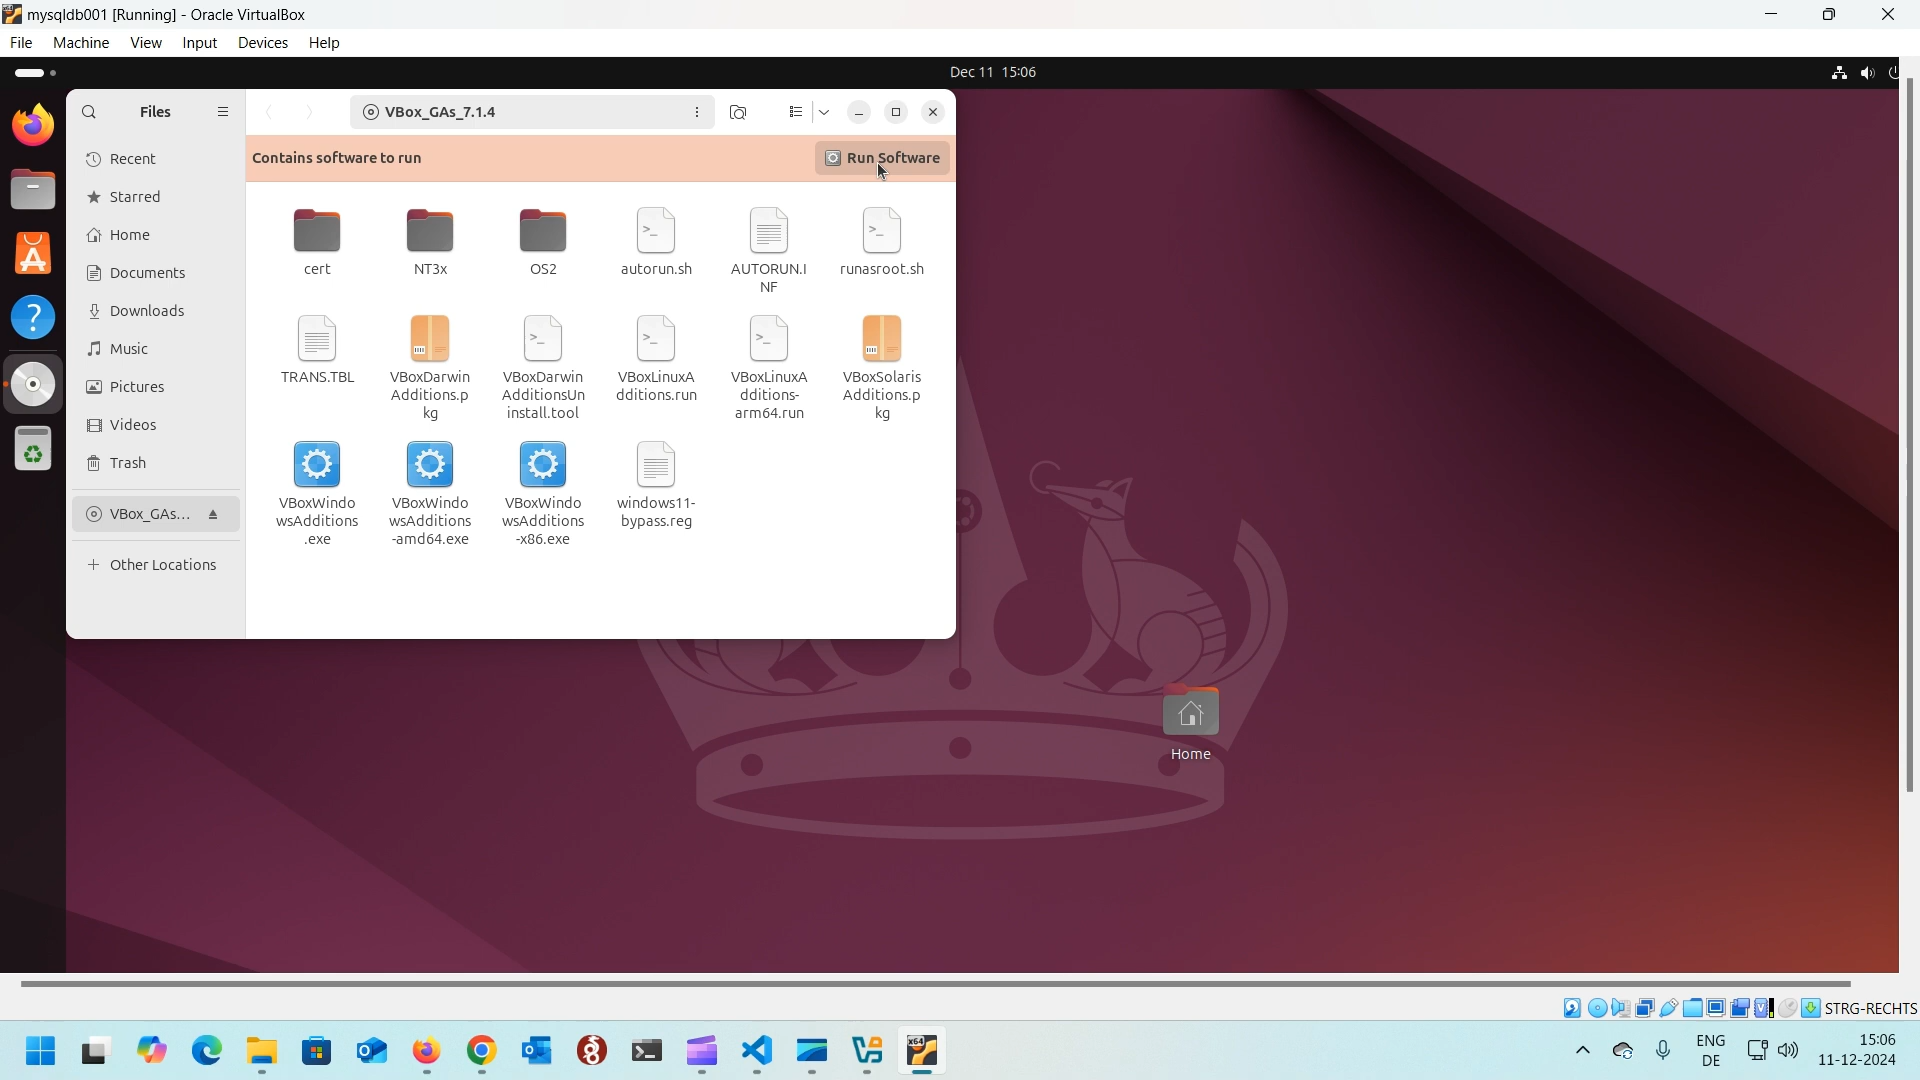 mysqldb001 [Running] - Oracle VirtualBox
File Machine View Input Devices Help
Dec 11 15:06
Files
VBox_GAs_7.1.4
Contains software to run
Run Software
Recent
Starred
Home
Documents
Downloads
Music
Pictures
Videos
Trash
VBox_GAs...
+ Other Locations
cert
NT3x
OS2
autorun.sh
AUTORUN.I
NF
runasroot.sh
TRANS.TBL
VBoxDarwin
Additions.p
kg
VBoxDarwin
AdditionsUn
install.tool
VBoxLinuxA
dditions.run
VBoxLinuxA
dditions-
arm64.run
VBoxSolaris
Additions.p
kg
VBoxWindo
wsAdditions
.exe
VBoxWindo
wsAdditions
-amd64.exe
VBoxWindo
wsAdditions
-x86.exe
windows11-
bypass.reg
Home
STRG-RECHTS
x64
ENG
DE
15:06
11-12-2024